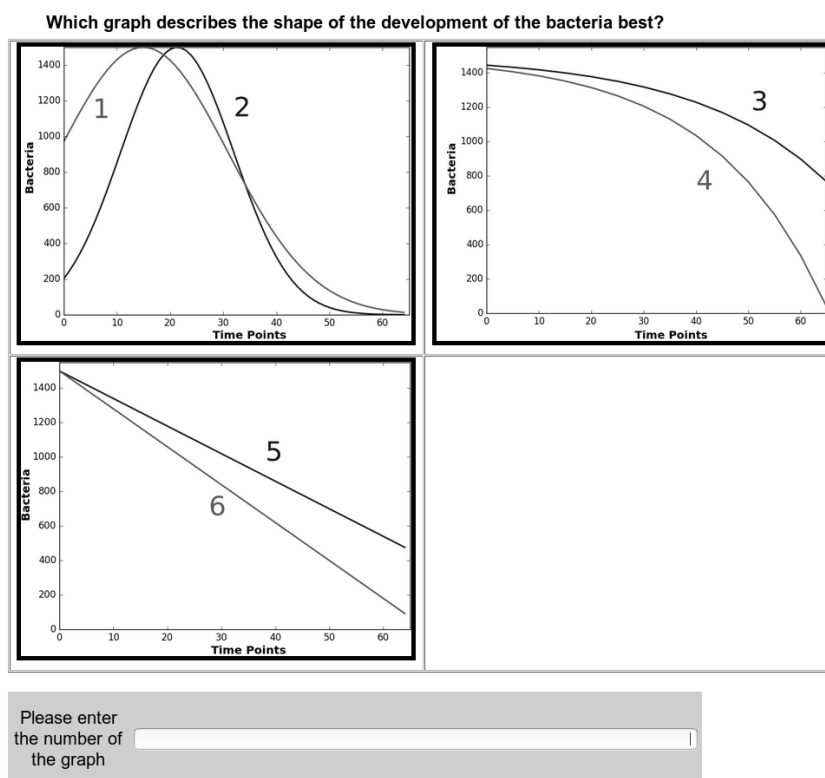 Which graph describes the shape of the development of the bacteria best?
1400
1200
1000
800
600
400
200
0
Bacteria
1
2
0 10 20 30 40 50 60
Time Points
1400
1200
1000
800
600
400
200
0
Bacteria
3
4
0 10 20 30 40 50 60
Time Points
1400
1200
1000
800
600
400
200
0
Bacteria
5
6
0 10 20 30 40 50 60
Time Points
Please enter
the number of
the graph